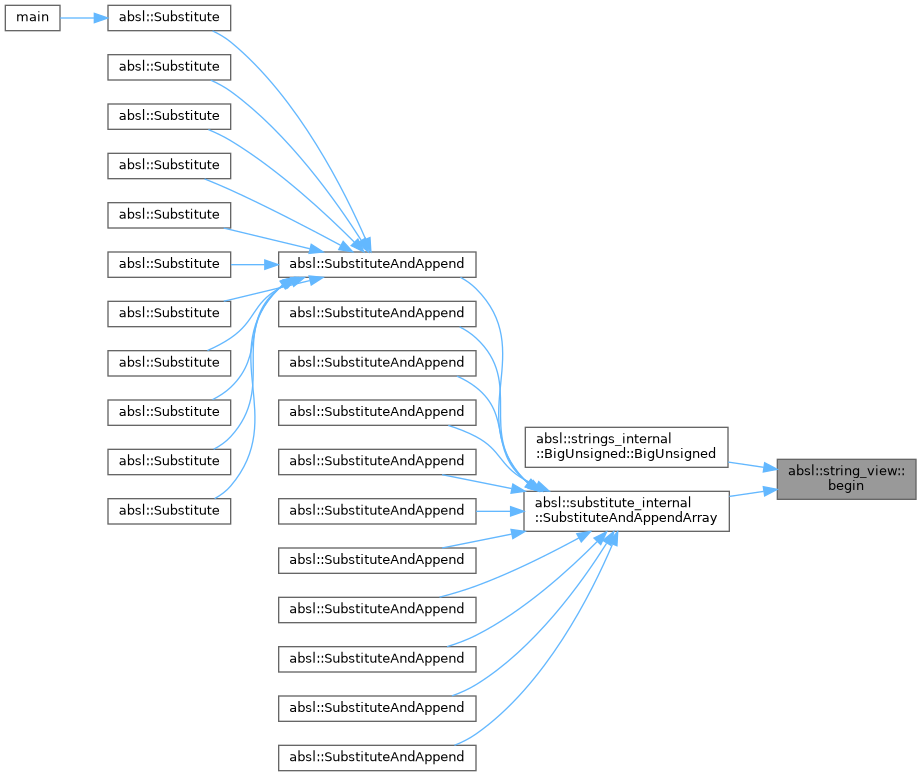 main
absl::Substitute
absl::Substitute
absl::Substitute
absl::Substitute
absl::Substitute
absl::Substitute
absl::Substitute
absl::Substitute
absl::Substitute
absl::Substitute
absl::Substitute
absl::SubstituteAndAppend
absl::SubstituteAndAppend
absl::SubstituteAndAppend
absl::SubstituteAndAppend
absl::SubstituteAndAppend
absl::SubstituteAndAppend
absl::SubstituteAndAppend
absl::SubstituteAndAppend
absl::SubstituteAndAppend
absl::SubstituteAndAppend
absl::SubstituteAndAppend
absl::strings_internal
::BigUnsigned::BigUnsigned
absl::substitute_internal
::SubstituteAndAppendArray
absl::string_view::
begin